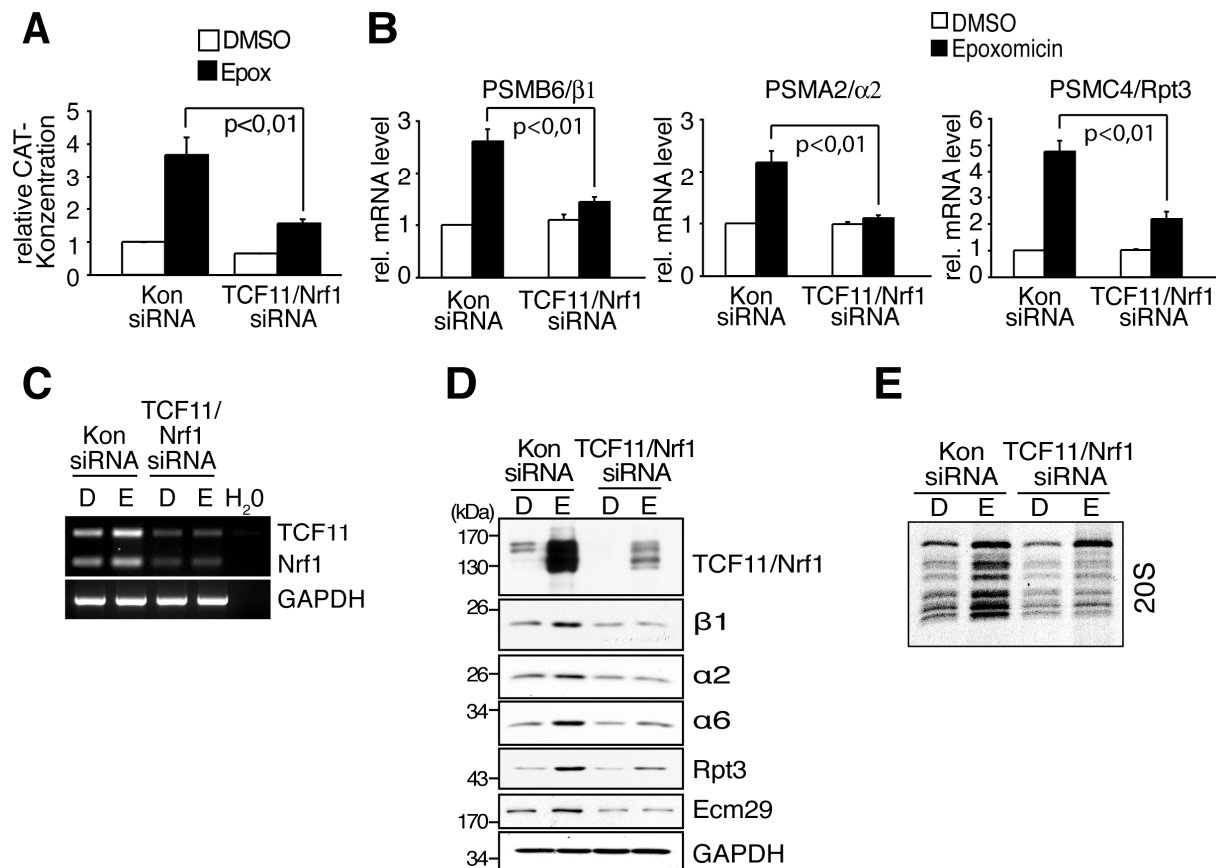 A
DMSO
Epox
relative CAT-
Konzentration
5
4
3
2
1
0
p<0,01
Kon
siRNA
TCF11/Nrf1
siRNA
B
DMSO
Epoxomicin
PSMB6/β1
rel. mRNA level
3
2
1
0
p<0,01
Kon
siRNA
TCF11/Nrf1
siRNA
PSMA2/α2
rel. mRNA level
3
2
1
0
p<0,01
Kon
siRNA
TCF11/Nrf1
siRNA
PSMC4/Rpt3
rel. mRNA level
6
5
4
3
2
1
0
p<0,01
Kon
siRNA
TCF11/Nrf1
siRNA
C
Kon
siRNA
TCF11/
Nrf1
siRNA
D E D E H₂0
TCF11
Nrf1
GAPDH
D
Kon
siRNA
TCF11/Nrf1
siRNA
(kDa) D E D E
170
130
TCF11/Nrf1
26
β1
26
α2
34
α6
43
Rpt3
170
Ecm29
34
GAPDH
E
Kon
siRNA
TCF11/Nrf1
siRNA
D E D E
20S